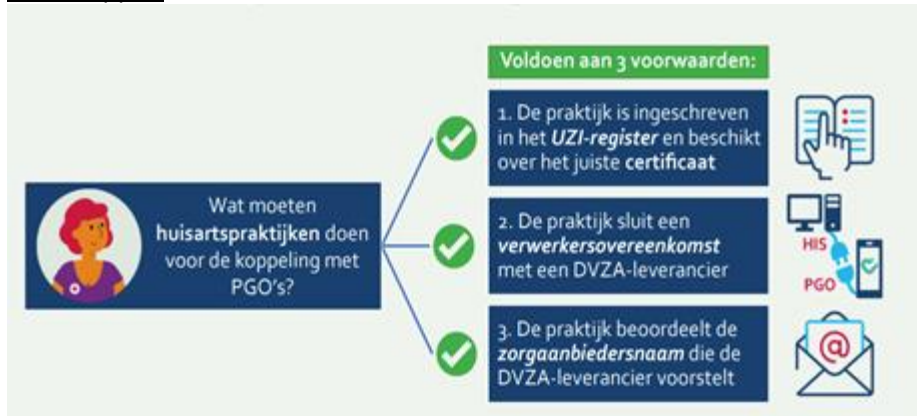 Wat moeten
huisartspraktijken doen
voor de koppeling met
PGO's?
Voldoen aan 3 voorwaarden:
1. De praktijk is ingeschreven
in het UZI-register en beschikt
over het juiste certificaat
2. De praktijk sluit een
verwerkersovereenkomst
met een DVZA-leverancier
HIS
PGO
3. De praktijk beoordeelt de
zorgaanbiedersnaam die de
DVZA-leverancier voorstelt
@